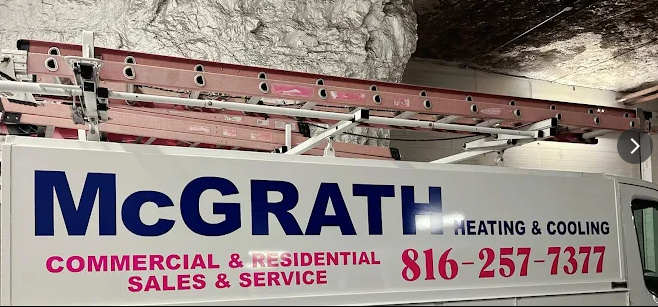 McGRATH HEATING & COOLING
COMMERCIAL & RESIDENTIAL
SALES & SERVICE
816-257-7377